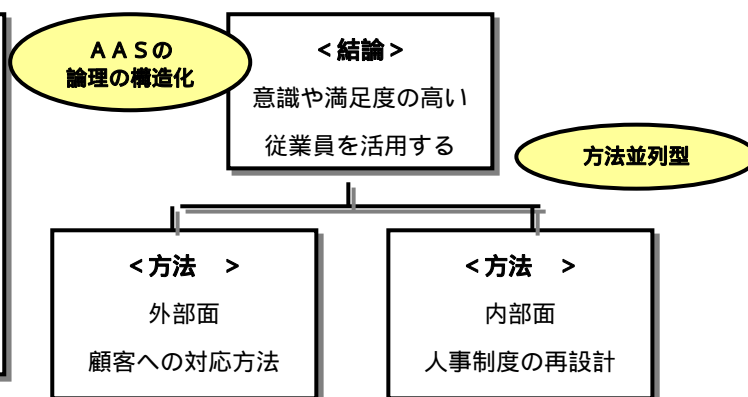 ＡＡＳの
論理の構造化
＜結論＞
意識や満足度の高い
従業員を活用する
方法並列型
＜方法　＞
外部面
顧客への対応方法
＜方法　＞
内部面
人事制度の再設計